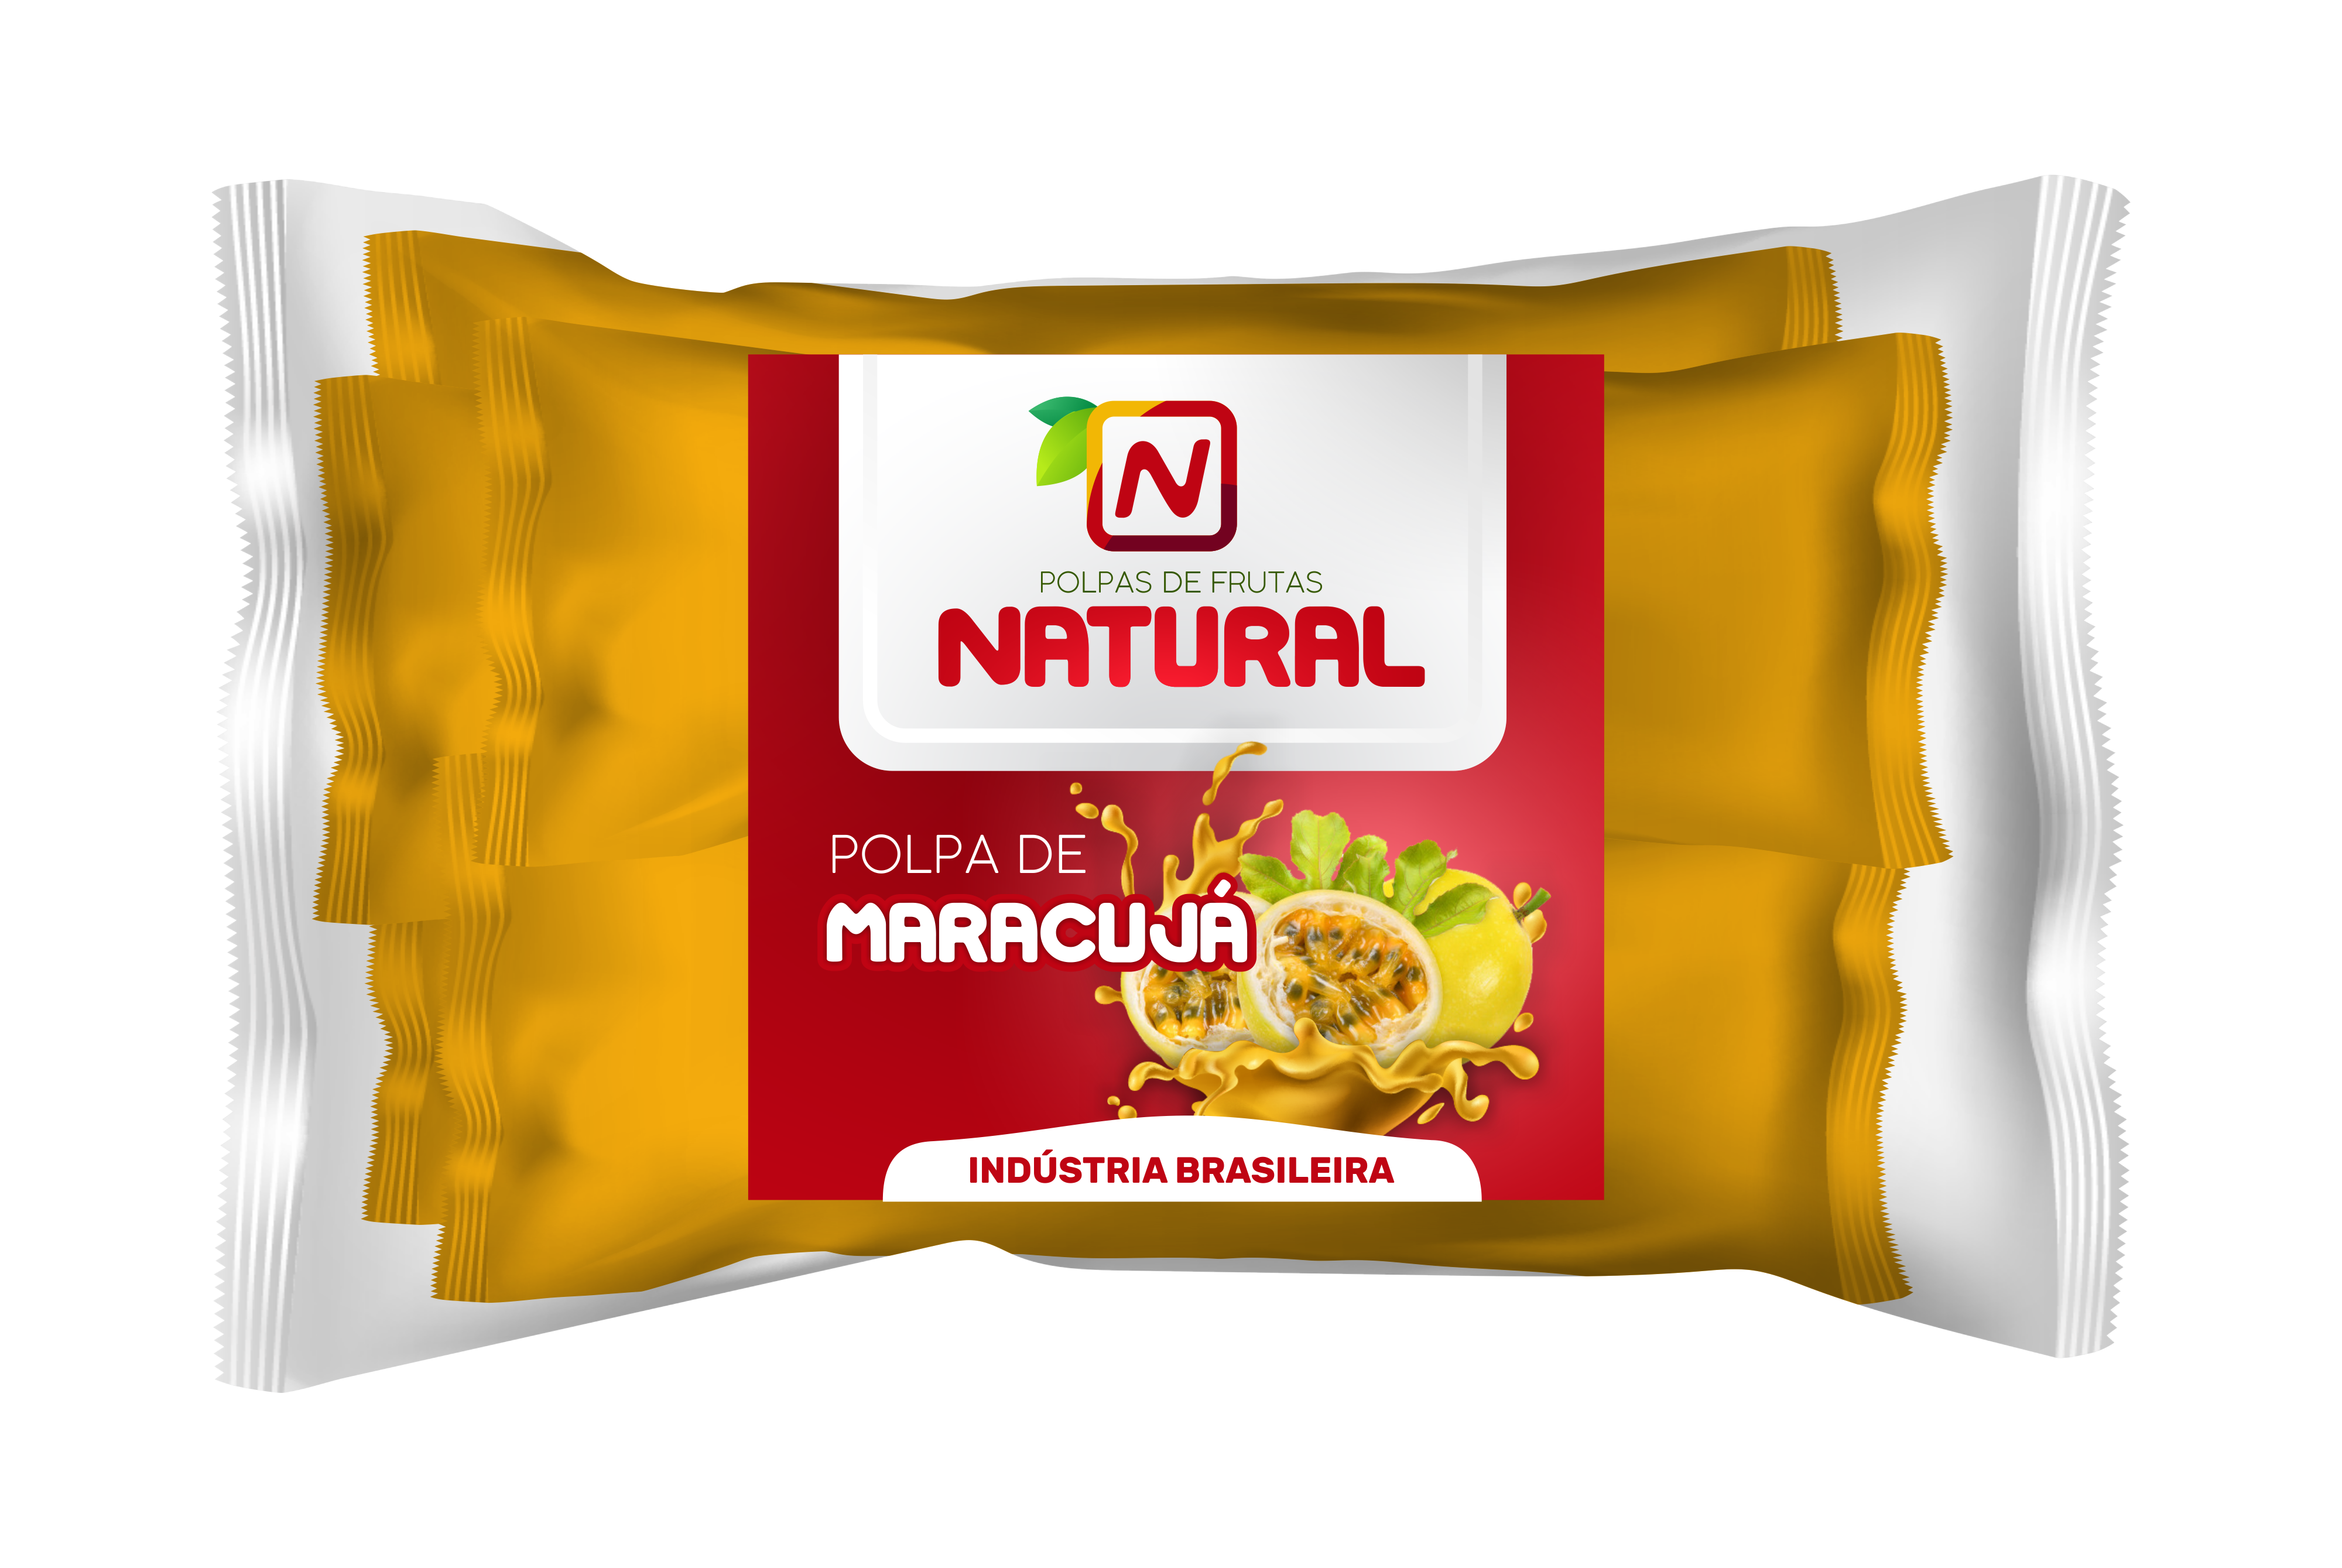 N
POLPAS DE FRUTAS
NATURAL
POLPA DE
MARACUJÁ
INDÚSTRIA BRASILEIRA